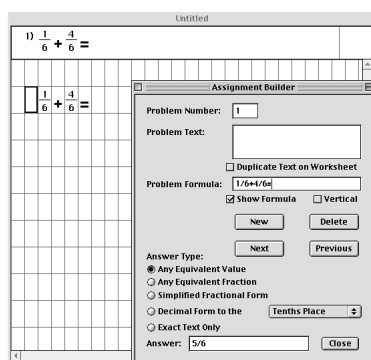 Untitled
1) 1/6 + 4/6 =
1/6 + 4/6 =
Assignment Builder
Problem Number: 1
Problem Text:
Duplicate Text on Worksheet
Problem Formula: 1/6+4/6=
Show Formula Vertical
New Delete
Next Previous
Answer Type:
Any Equivalent Value
Any Equivalent Fraction
Simplified Fractional Form
Decimal Form to the Tenths Place
Exact Text Only
Answer: 5/6 Close